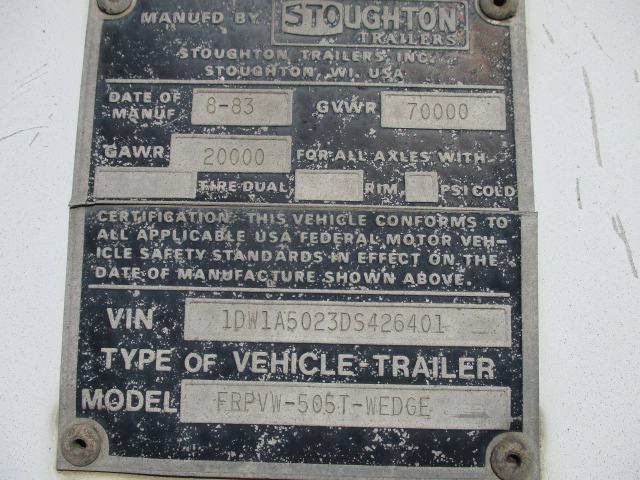 MANUFD BY STOUGHTON
TRAILERS
STOUGHTON TRAILERS INC.
STOUGHTON, WI. USA
DATE OF MANUF 8-83 GVWR 70000
GAWR 20000 FOR ALL AXLES WITH
TIRE DUAL RIM PSI COLD
CERTIFICATION: THIS VEHICLE CONFORMS TO
ALL APPLICABLE USA FEDERAL MOTOR VEH-
ICLE SAFETY STANDARDS IN EFFECT ON THE
DATE OF MANUFACTURE SHOWN ABOVE.
VIN 1DW1A5023DS426401
TYPE OF VEHICLE-TRAILER
MODEL FRPVW-50ST-WEDGE